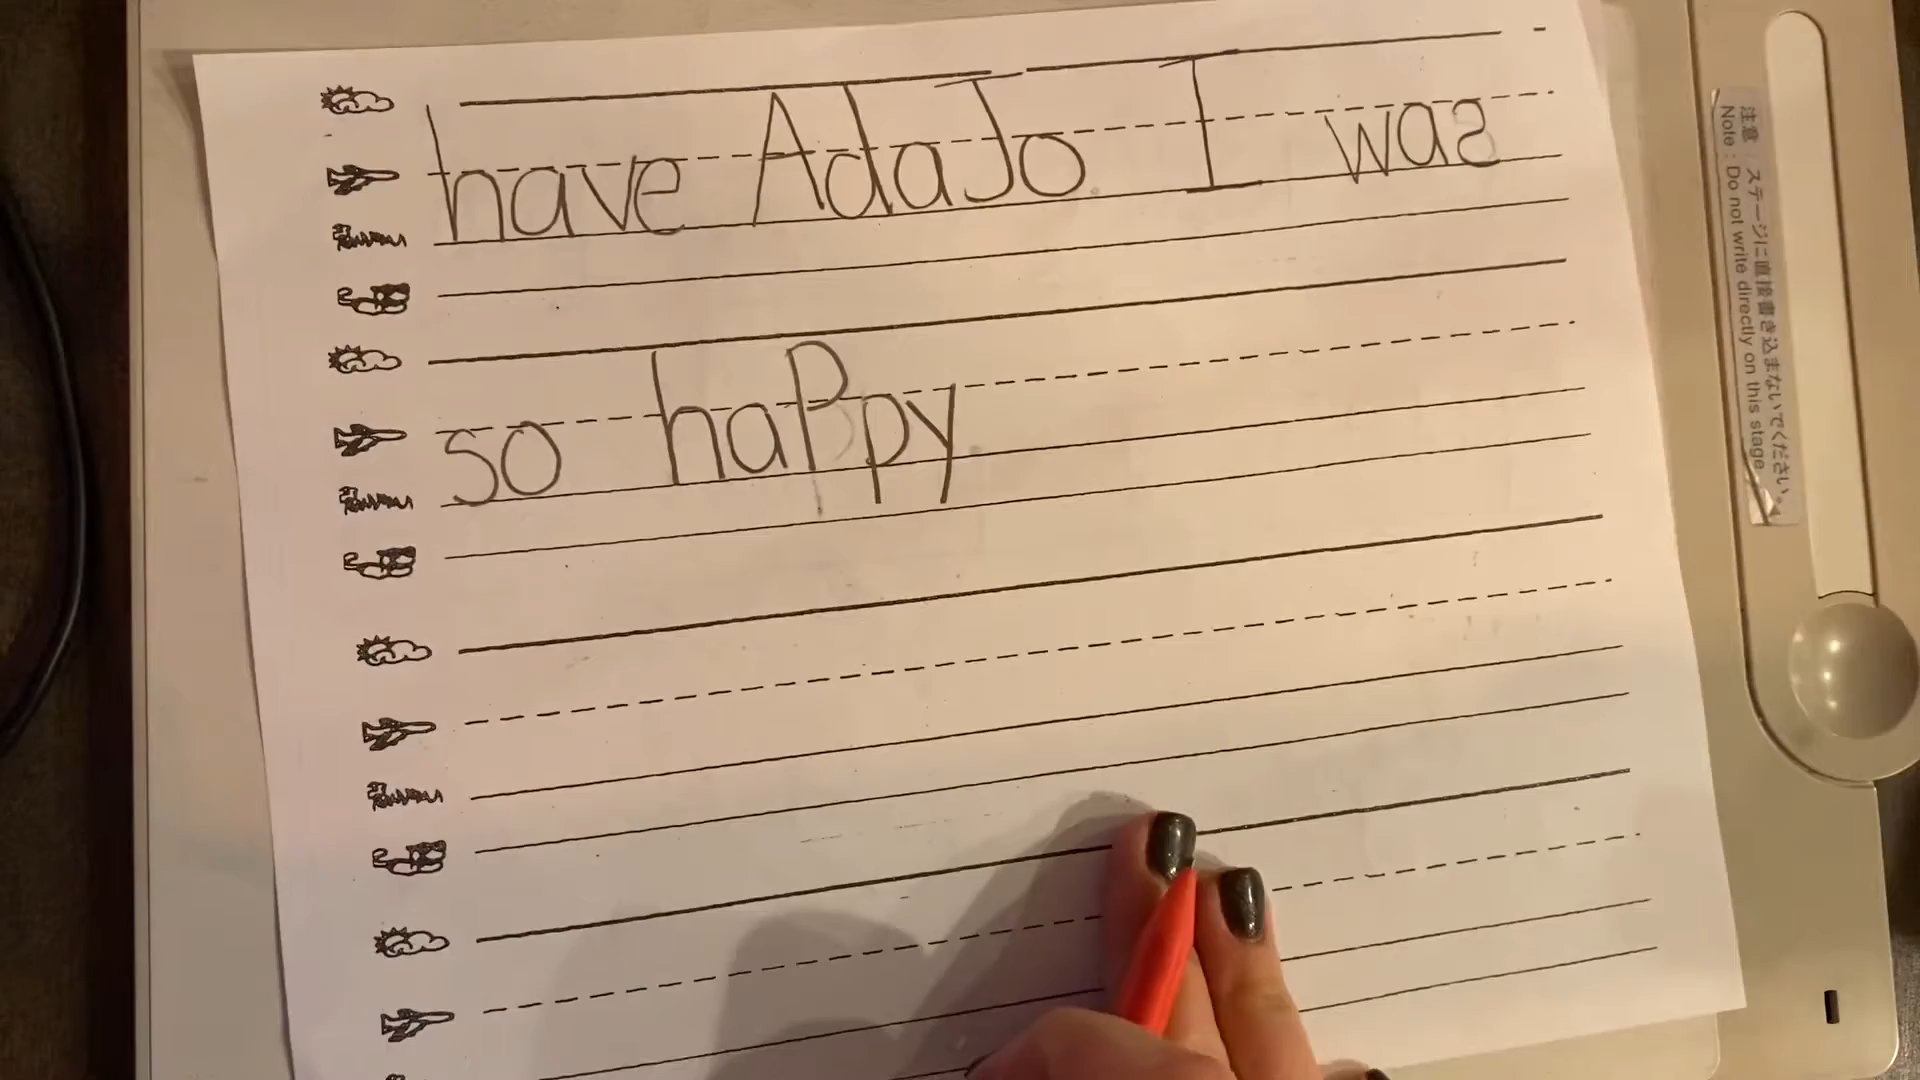 have AdaJo. I was
so haPpy.
注意：ステージに直接書き込まないでください。
Note : Do not write directly on this stage